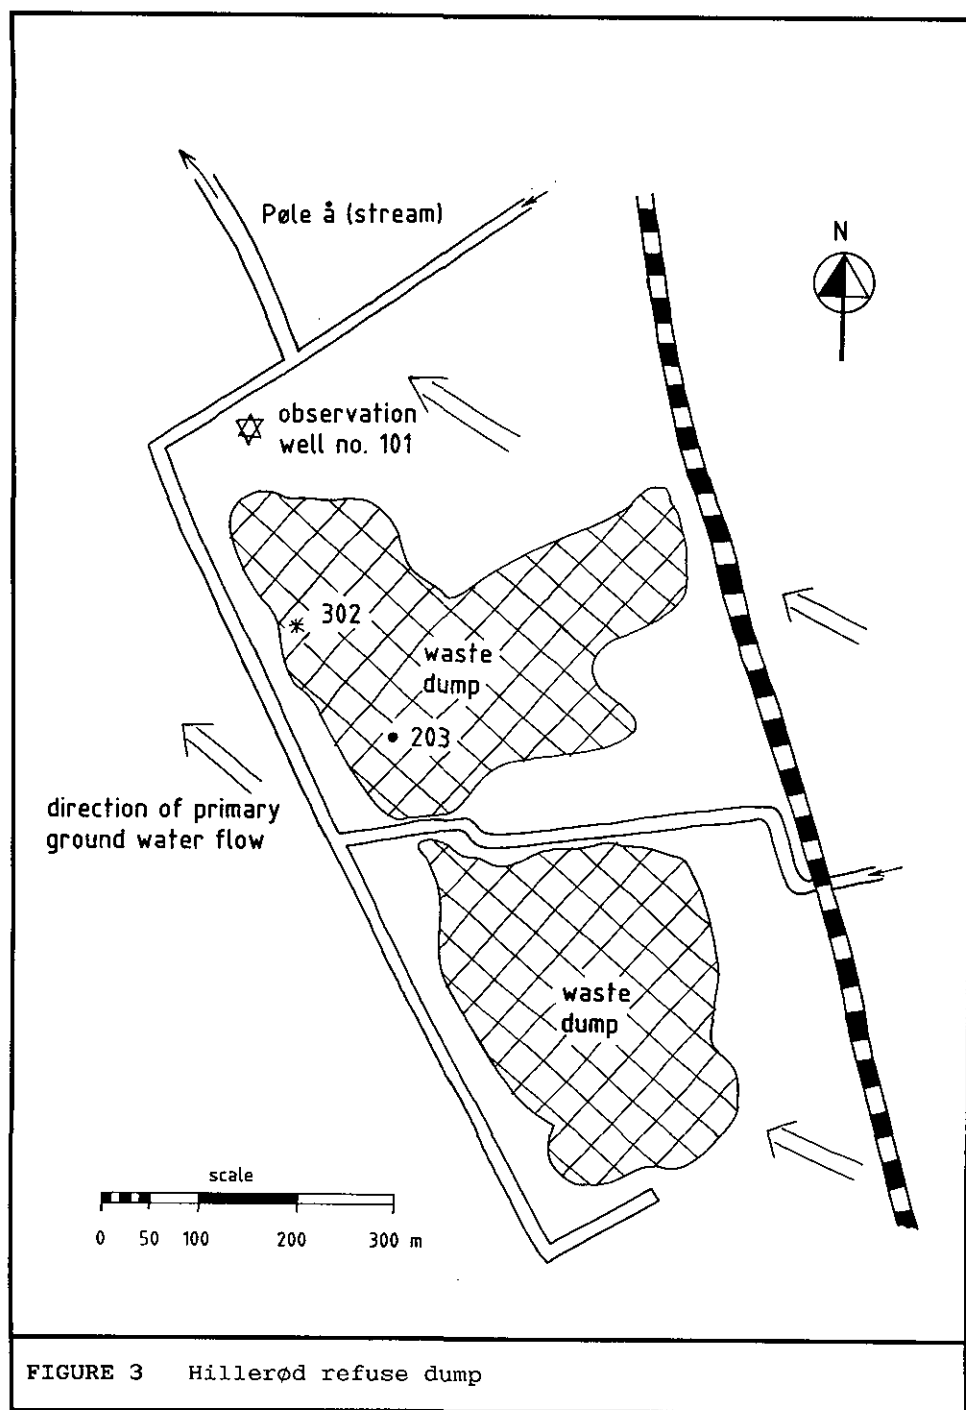 Pøle å (stream)
N
observation
well no. 101
302
waste
dump
203
direction of primary
ground water flow
waste
dump
scale
0 50 100 200 300 m
FIGURE 3 Hillerød refuse dump